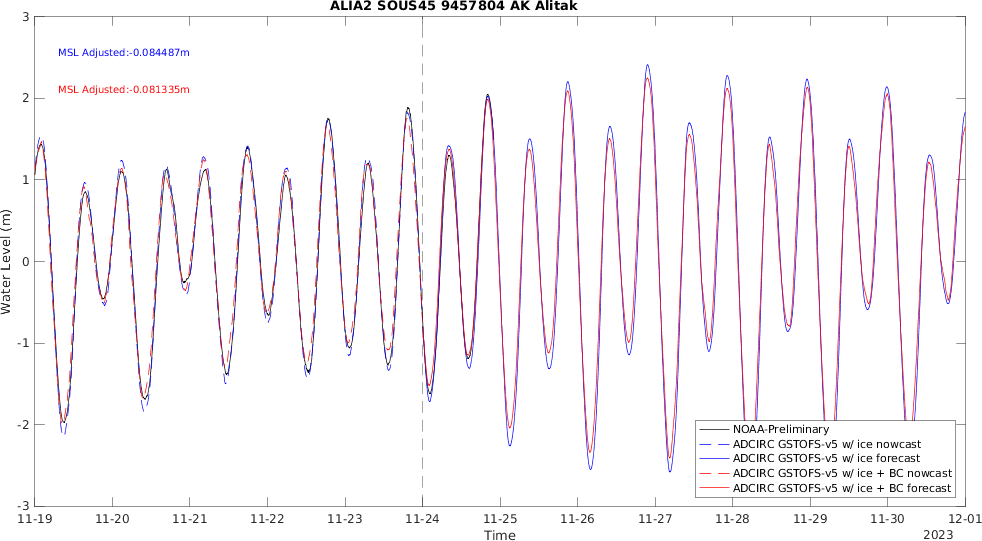 ALIA2 SOUS45 9457804 AK Alitak
3
2
1
0
-1
-2
-3
Water Level (m)
MSL Adjusted:-0.084487m
MSL Adjusted:-0.081335m
NOAA-Preliminary
ADCIRC GSTOFS-v5 w/ ice nowcast
ADCIRC GSTOFS-v5 w/ ice forecast
ADCIRC GSTOFS-v5 w/ ice + BC nowcast
ADCIRC GSTOFS-v5 w/ ice + BC forecast
11-19 11-20 11-21 11-22 11-23 11-24 11-25 11-26 11-27 11-28 11-29 11-30 12-01
Time 2023